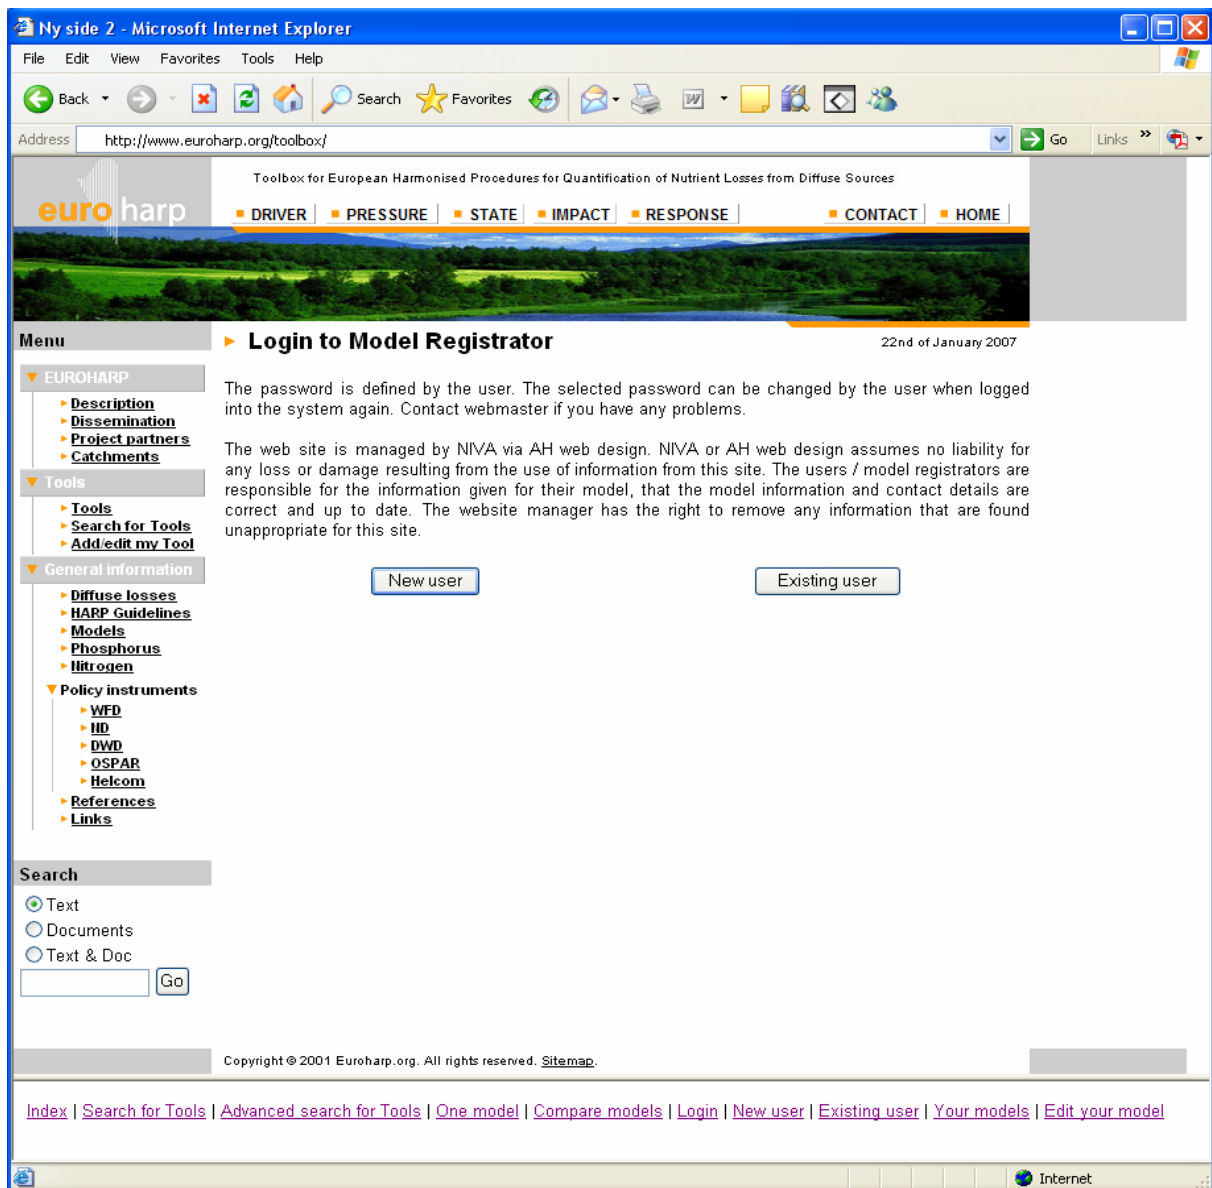 Ny side 2 - Microsoft Internet Explorer
File Edit View Favorites Tools Help
Back Search Favorites
Address http://www.euroharp.org/toolbox/ Go Links »
Toolbox for European Harmonised Procedures for Quantification of Nutrient Losses from Diffuse Sources
euro harp
DRIVER PRESSURE STATE IMPACT RESPONSE CONTACT HOME
Menu
EUROHARP
Description
Dissemination
Project partners
Catchments
Tools
Tools
Search for Tools
Add/edit my Tool
General information
Diffuse losses
HARP Guidelines
Models
Phosphorus
Nitrogen
Policy instruments
WFD
ND
DWD
OSPAR
Helcom
References
Links
Search
Text
Documents
Text & Doc
Go
Login to Model Registrator
22nd of January 2007
The password is defined by the user. The selected password can be changed by the user when logged
into the system again. Contact webmaster if you have any problems.
The web site is managed by NIVA via AH web design. NIVA or AH web design assumes no liability for
any loss or damage resulting from the use of information from this site. The users / model registrators are
responsible for the information given for their model, that the model information and contact details are
correct and up to date. The website manager has the right to remove any information that are found
unappropriate for this site.
New user Existing user
Copyright © 2001 Euroharp.org. All rights reserved. Sitemap.
Index | Search for Tools | Advanced search for Tools | One model | Compare models | Login | New user | Existing user | Your models | Edit your model
Internet